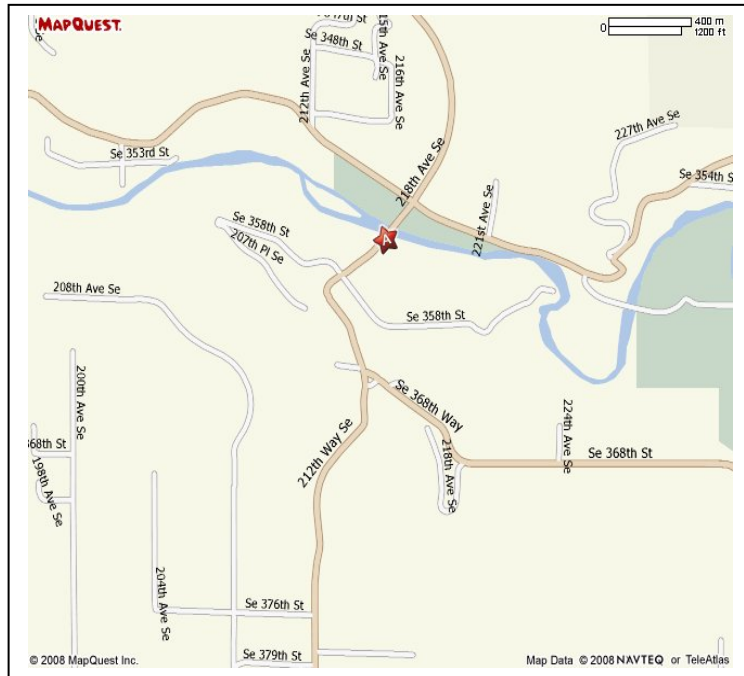 MAPQUEST.
0
400 m
1200 ft
Se 348th St
215th Ave Se
216th Ave Se
212th Ave Se
218th Ave Se
227th Ave Se
Se 353rd St
Se 354th S
221st Ave Se
Se 358th St
207th Pl Se
A
208th Ave Se
Se 358th St
200th Ave Se
Se 368th Way
224th Ave Se
368th St
198th Ave Se
212th Way Se
218th Ave Se
Se 368th St
204th Ave Se
Se 376th St
Se 379th St
© 2008 MapQuest Inc.
Map Data © 2008 NAVTEQ or TeleAtlas